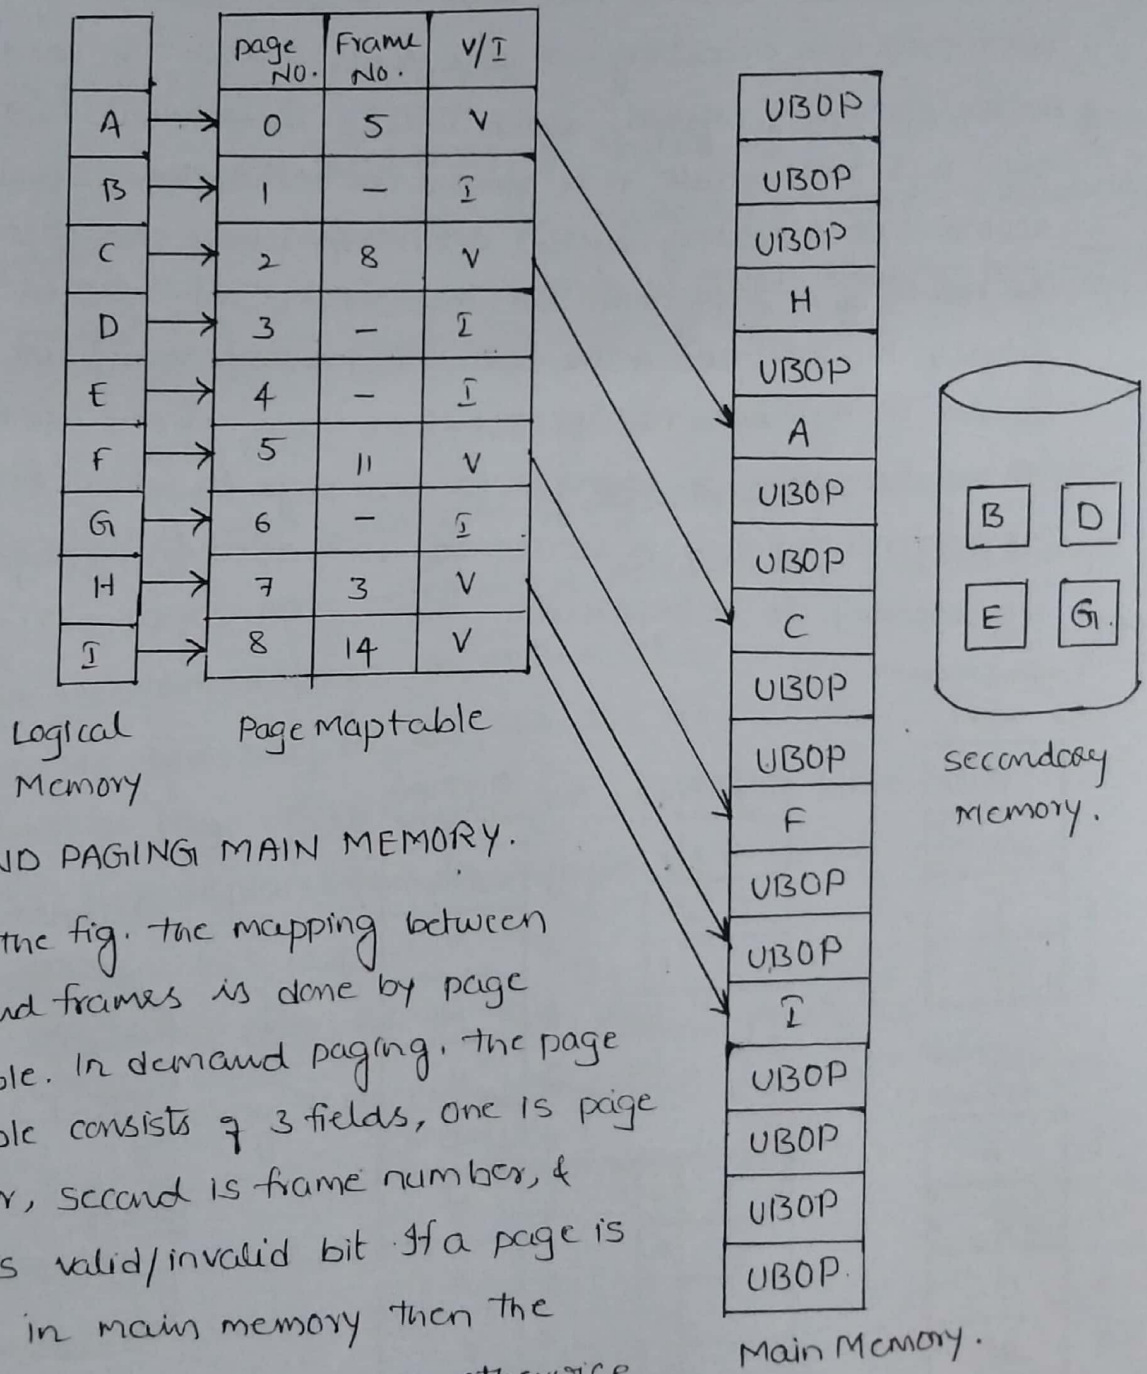 Page No. Frame No. V/I
A 0 5 V
B 1 – I
C 2 8 V
D 3 – I
E 4 – I
F 5 11 V
G 6 – I
H 7 3 V
I 8 14 V
Logical Memory
Page Maptable
UBOP
UBOP
UBOP
H
UBOP
A
UBOP
UBOP
C
UBOP
UBOP
F
UBOP
UBOP
I
UBOP
UBOP
UBOP
UBOP.
Main Memory.
B D
E G.
Secondary Memory.
ND PAGING MAIN MEMORY.
the fig. the mapping between
nd frames is done by page
ble. In demand paging, the page
ble consists of 3 fields, one is page
r, second is frame number, &
s valid/invalid bit. If a page is
in main memory then the